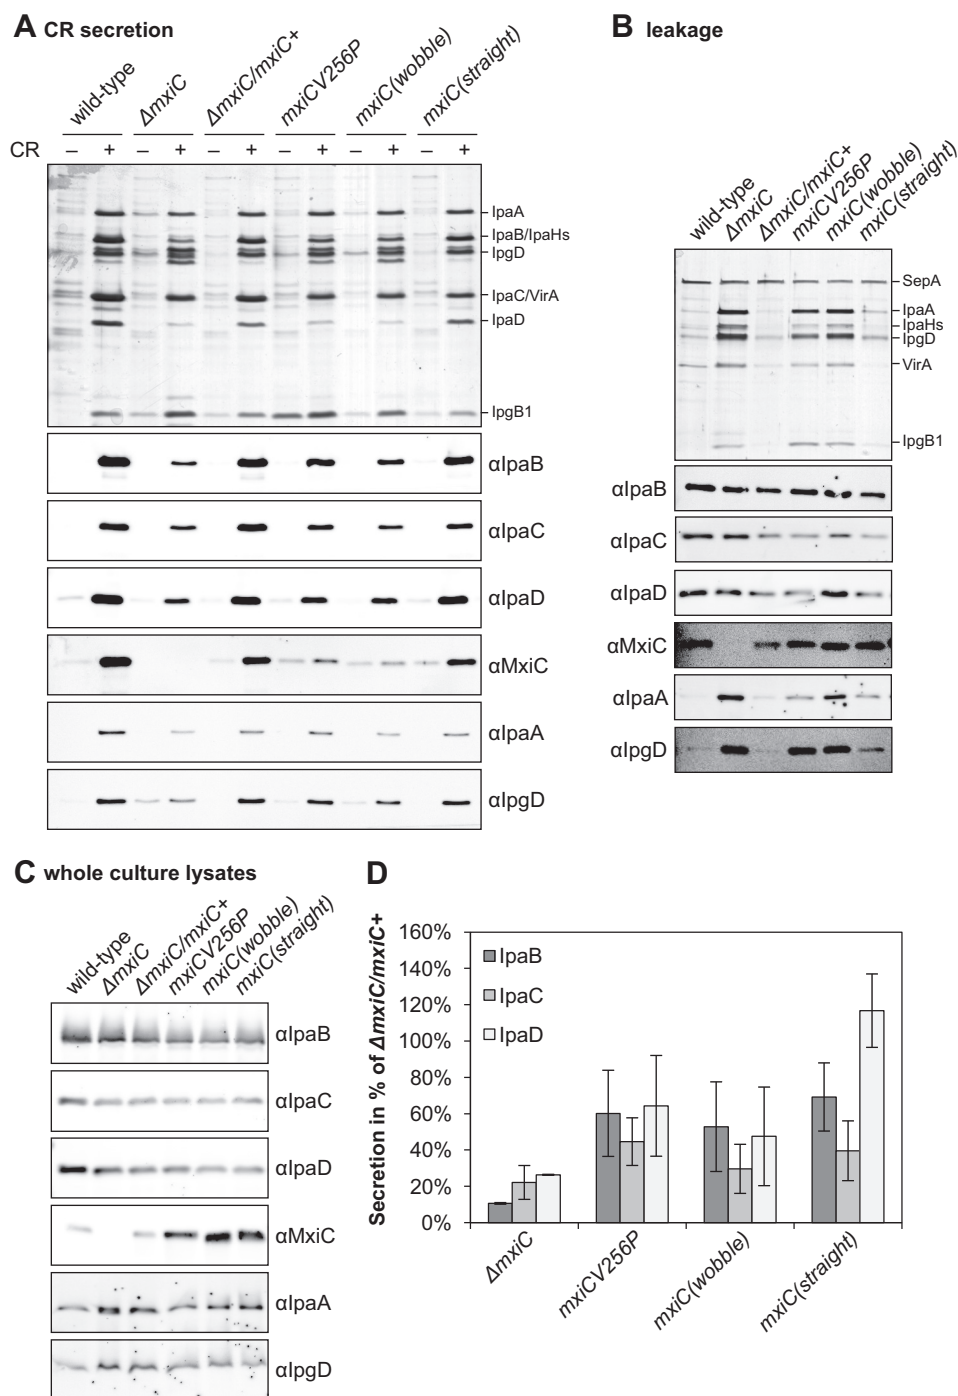 A CR secretion
wild-type
ΔmxiC
ΔmxiC/mxiC+
mxiCV256P
mxiC(wobble)
mxiC(straight)
CR – + – + – + – + – + – +
IpaA
IpaB/IpaHs
IpgD
IpaC/VirA
IpaD
IpgB1
αIpaB
αIpaC
αIpaD
αMxiC
αIpaA
αIpgD
B leakage
wild-type
ΔmxiC
ΔmxiC/mxiC+
mxiCV256P
mxiC(wobble)
mxiC(straight)
SepA
IpaA
IpaHs
IpgD
VirA
IpgB1
αIpaB
αIpaC
αIpaD
αMxiC
αIpaA
αIpgD
C whole culture lysates
wild-type
ΔmxiC
ΔmxiC/mxiC+
mxiCV256P
mxiC(wobble)
mxiC(straight)
αIpaB
αIpaC
αIpaD
αMxiC
αIpaA
αIpgD
D
Secretion in % of ΔmxiC/mxiC+
160%
140%
120%
100%
80%
60%
40%
20%
0%
IpaB
IpaC
IpaD
ΔmxiC
mxiCV256P
mxiC(wobble)
mxiC(straight)